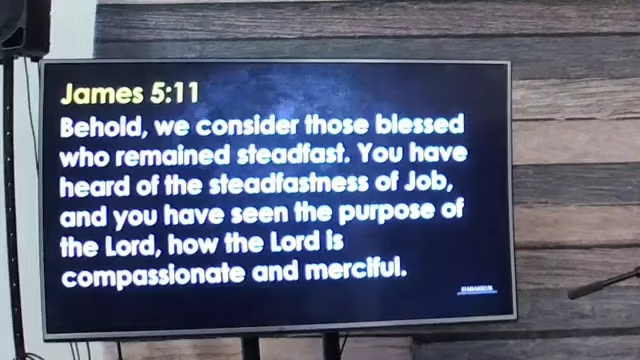 James 5:11
Behold, we consider those blessed
who remained steadfast. You have
heard of the steadfastness of Job,
and you have seen the purpose of
the Lord, how the Lord is
compassionate and merciful.
HABAKKUK